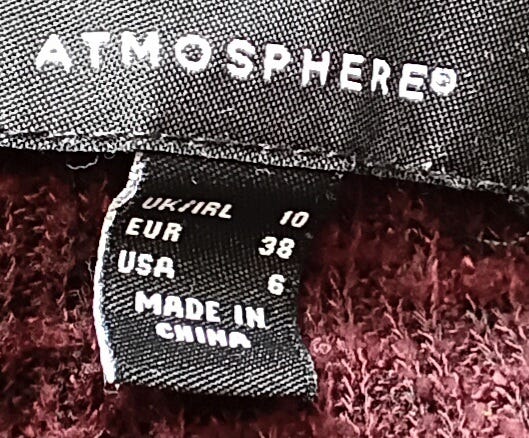 ATMOSPHERE®
UK/IRL 10
EUR 38
USA 6
MADE IN
CHINA